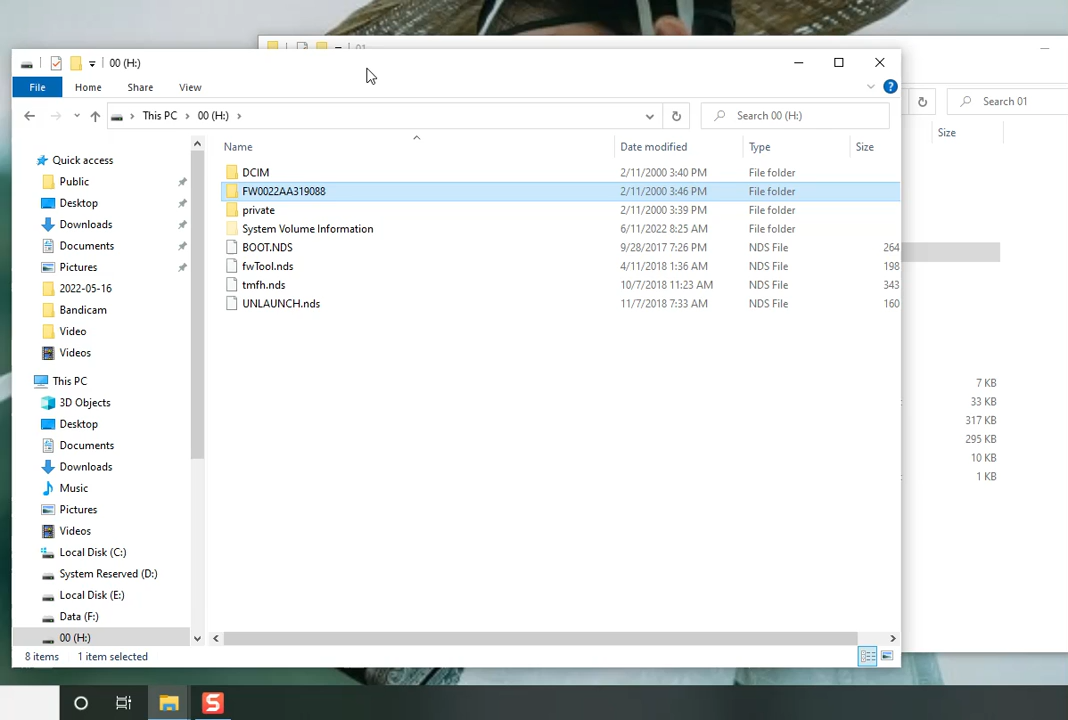 01
00 (H:)
File Home Share View
This PC 00 (H:) Search 00 (H:) Search 01
Name Date modified Type Size Size
Quick access
Public
Desktop
Downloads
Documents
Pictures
2022-05-16
Bandicam
Video
Videos
This PC
3D Objects
Desktop
Documents
Downloads
Music
Pictures
Videos
Local Disk (C:)
System Reserved (D:)
Local Disk (E:)
Data (F:)
00 (H:)
DCIM 2/11/2000 3:40 PM File folder
FW0022AA319088 2/11/2000 3:46 PM File folder
private 2/11/2000 3:39 PM File folder
System Volume Information 6/11/2022 8:25 AM File folder
BOOT.NDS 9/28/2017 7:26 PM NDS File 264
fwTool.nds 4/11/2018 1:36 AM NDS File 198
tmfh.nds 10/7/2018 11:23 AM NDS File 343
UNLAUNCH.nds 11/7/2018 7:33 AM NDS File 160
7 KB
33 KB
317 KB
295 KB
10 KB
1 KB
8 items 1 item selected
S